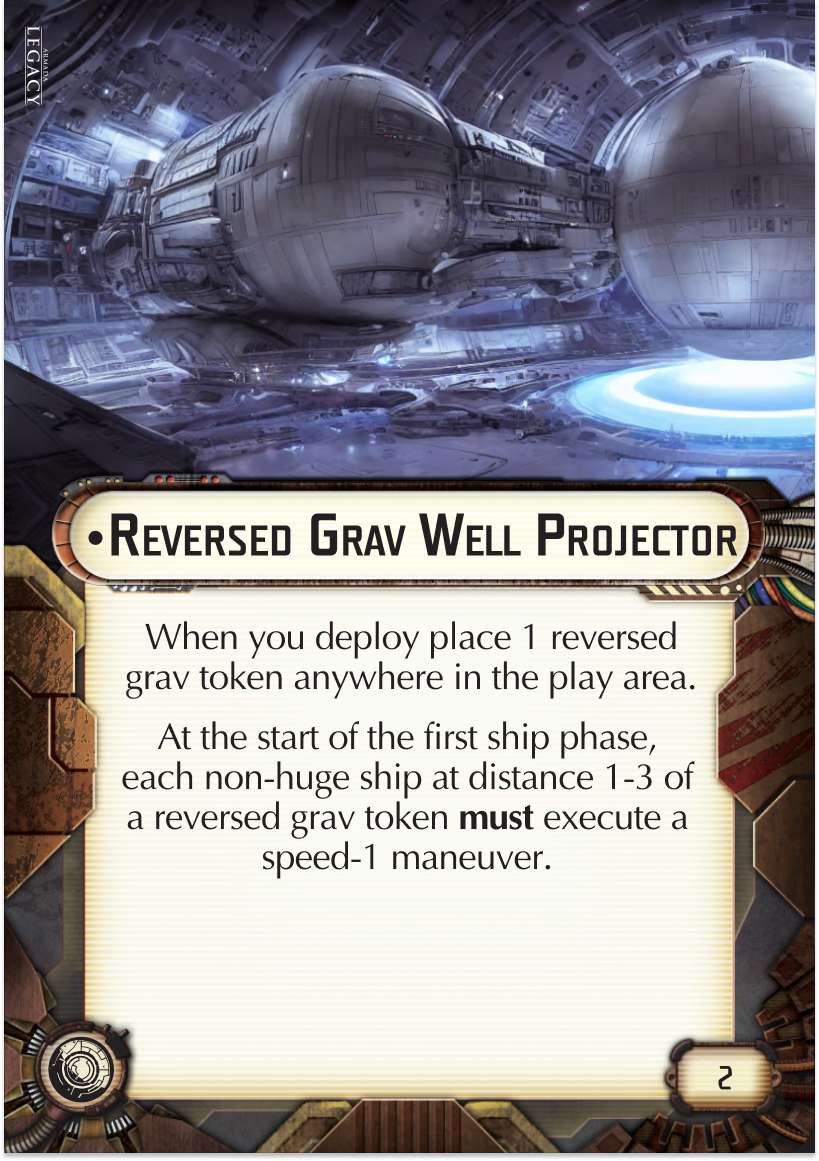 ARMADA
LEGACY
•Reversed Grav Well Projector
When you deploy place 1 reversed
grav token anywhere in the play area.
At the start of the first ship phase,
each non-huge ship at distance 1-3 of
a reversed grav token must execute a
speed-1 maneuver.
2